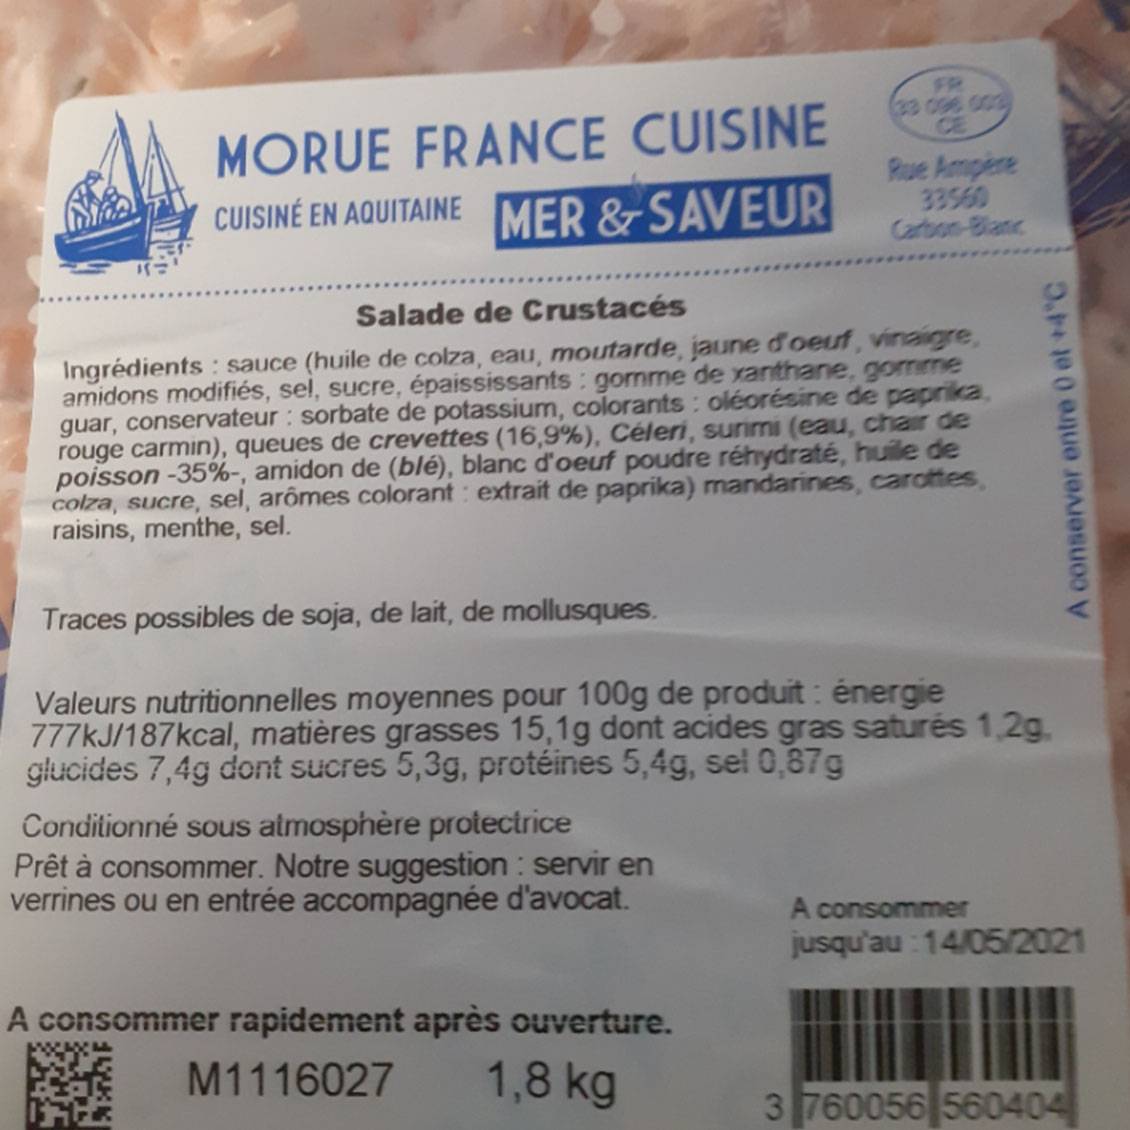 MORUE FRANCE CUISINE
CUISINÉ EN AQUITAINE
MER & SAVEUR
FR
33 096 003
CE
Rue Ampère
33560
Carbon-Blanc
Salade de Crustacés
Ingrédients : sauce (huile de colza, eau, moutarde, jaune d'oeuf, vinaigre,
amidons modifiés, sel, sucre, épaississants : gomme de xanthane, gomme
guar, conservateur : sorbate de potassium, colorants : oléorésine de paprika,
rouge carmin), queues de crevettes (16,9%), Céleri, surimi (eau, chair de
poisson -35%-, amidon de (blé), blanc d'oeuf poudre réhydraté, huile de
colza, sucre, sel, arômes colorant : extrait de paprika) mandarines, carottes,
raisins, menthe, sel.
A conserver entre 0 et +4°C
Traces possibles de soja, de lait, de mollusques.
Valeurs nutritionnelles moyennes pour 100g de produit : énergie
777kJ/187kcal, matières grasses 15,1g dont acides gras saturés 1,2g,
glucides 7,4g dont sucres 5,3g, protéines 5,4g, sel 0,87g
Conditionné sous atmosphère protectrice
Prêt à consommer. Notre suggestion : servir en
verrines ou en entrée accompagnée d'avocat.
A consommer
jusqu'au : 14/05/2021
A consommer rapidement après ouverture.
M1116027 1,8 kg
3 760056 560404